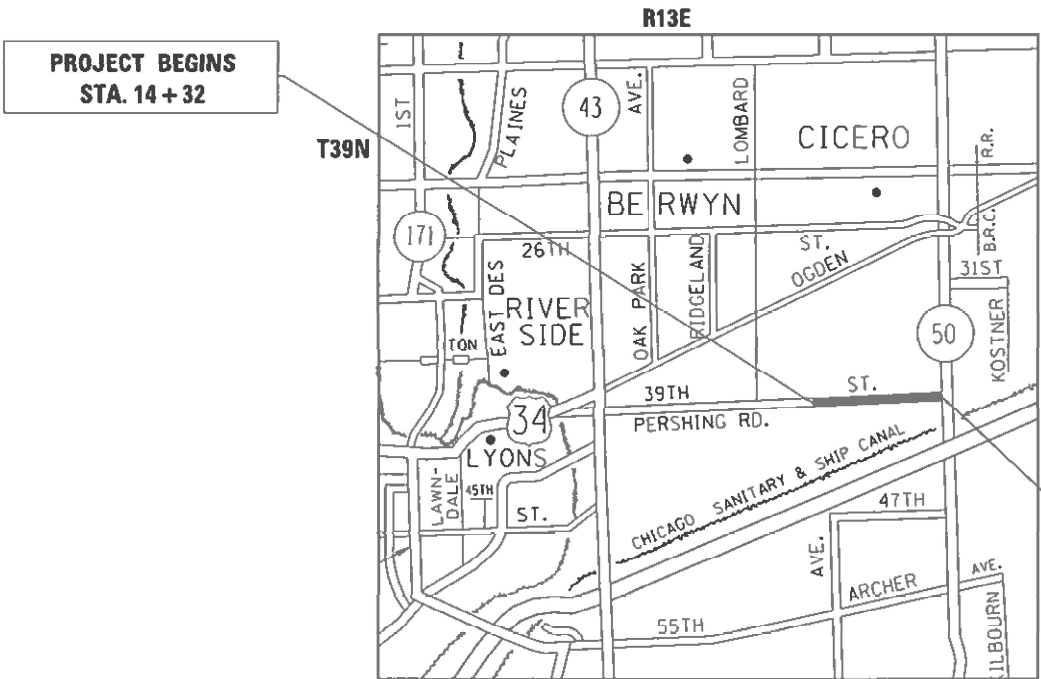 R13E
PROJECT BEGINS
STA. 14+32
T39N
1ST
PLAINES
43
AVE.
LOMBARD
CICERO
R.R.
BERWYN
171
26TH
ST.
OGDEN
B.R.C.
31ST
EAST DES
RIVER
SIDE
OAK PARK
RIDGELAND
TON
50
KOSTNER
39TH
ST.
34
PERSHING RD.
LYONS
CHICAGO SANITARY & SHIP CANAL
LAWN-
DALE
45TH
ST.
47TH
AVE.
ARCHER
AVE.
55TH
ILBOURN